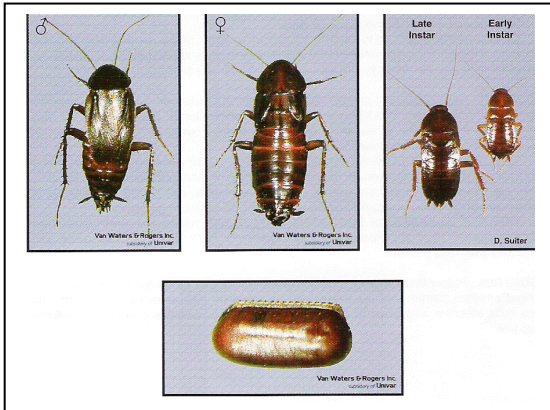 ♂
♀
Late
Instar
Early
Instar
Van Waters & Rogers Inc.
subsidiary of Univar
Van Waters & Rogers Inc.
subsidiary of Univar
D. Suiter
Van Waters & Rogers Inc.
subsidiary of Univar